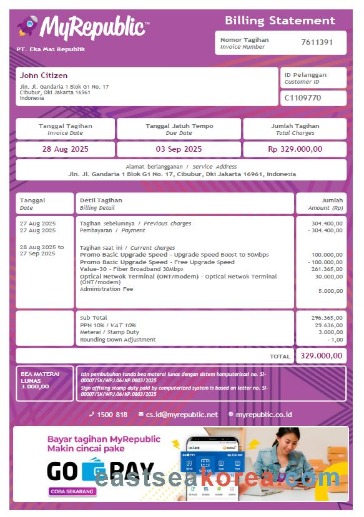 MyRepublic™
PT. Eka Mas Republik
Billing Statement
Nomor Tagihan
Invoice Number
7611391
John Citizen
Jln. Jl. Gandaria 1 Blok G1 No. 17
Cibubur, Dki Jakarta 16961
Indonesia
ID Pelanggan
Customer ID
C1109770
Tanggal Tagihan
Invoice Date
Tanggal Jatuh Tempo
Due Date
Jumlah Tagihan
Total Charges
28 Aug 2025
03 Sep 2025
Rp 329.000,00
Alamat berlangganan / Service Address
Jln. Jl. Gandaria 1 Blok G1 No. 17, Cibubur, Dki Jakarta 16961, Indonesia
Tanggal
Date
Detil Tagihan
Billing Detail
Jumlah
Amount (Rp)
27 Aug 2025 Tagihan sebelumnya / Previous charges 304.400,00
27 Aug 2025 Pembayaran / Payment - 304.400,00
28 Aug 2025 to Tagihan saat ini / Current charges
27 Sep 2025 Promo Basic Upgrade Speed - Upgrade Speed Boost to 50Mbps 100.000,00
Promo Basic Upgrade Speed - Free Upgrade Speed - 100.000,00
Value-30 - Fiber Broadband 30Mbps 261.365,00
Optical Netwok Terminal (ONT/modem) - Optical Network Terminal 30.000,00
(ONT/modem)
Administration Fee 5.000,00
Sub Total 296.365,00
PPN 10% / VAT 10% 29.636,00
Meterai / Stamp Duty 3.000,00
Rounding Down Adjustment -1,00
TOTAL 329.000,00
BEA MATERAI
LUNAS
3.000,00
Izin pembubuhan tanda bea meterai lunas dengan sistem komputerisasi no. SI-
00007/SK/WPJ.06/KP.0803/2025
Sign affixing stamp duty paid by computerized system is based on letter no. SI-
00007/SK/WPJ.06/KP.0803/2025
1500 818
cs.id@myrepublic.net
myrepublic.co.id
Bayar tagihan MyRepublic
Makin cincai pake
GO PAY
COBA SEKARANG
eastseakorea.com